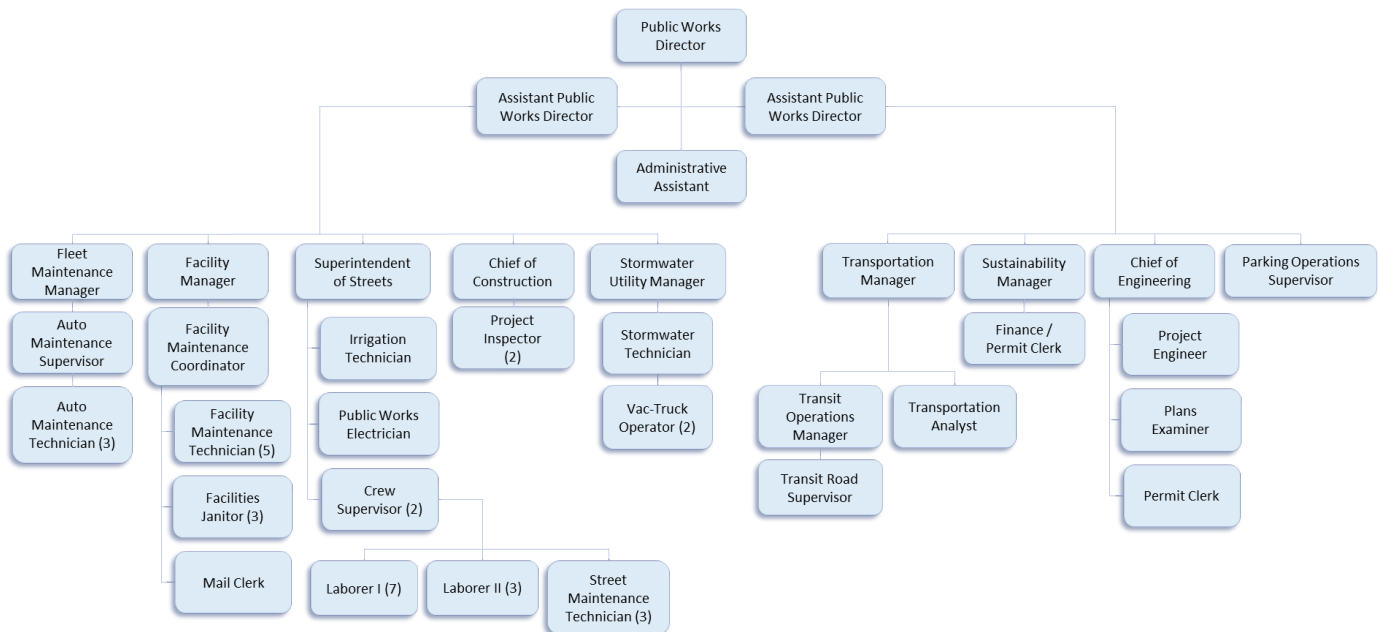 Public Works
Director
Assistant Public
Works Director
Assistant Public
Works Director
Administrative
Assistant
Fleet
Maintenance
Manager
Facility
Manager
Superintendent
of Streets
Chief of
Construction
Stormwater
Utility Manager
Transportation
Manager
Sustainability
Manager
Chief of
Engineering
Parking Operations
Supervisor
Auto
Maintenance
Supervisor
Facility
Maintenance
Coordinator
Irrigation
Technician
Project
Inspector
(2)
Stormwater
Technician
Finance /
Permit Clerk
Project
Engineer
Auto
Maintenance
Technician (3)
Facility
Maintenance
Technician (5)
Public Works
Electrician
Vac-Truck
Operator (2)
Transit
Operations
Manager
Transportation
Analyst
Plans
Examiner
Facilities
Janitor (3)
Crew
Supervisor (2)
Transit Road
Supervisor
Permit Clerk
Mail Clerk
Laborer I (7)
Laborer II (3)
Street
Maintenance
Technician (3)